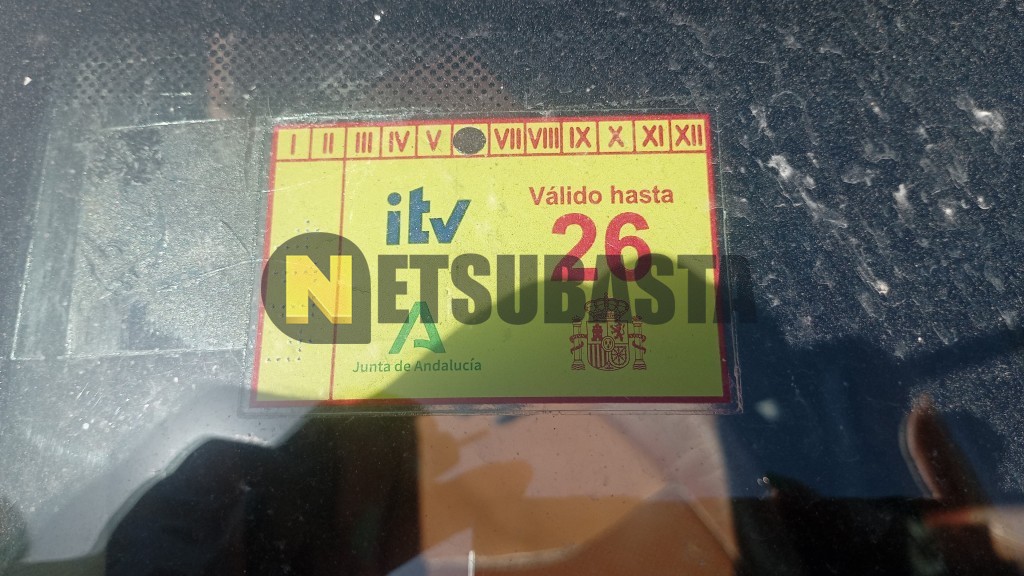 I II III IV V VII VIII IX X XI XII
itv
Válido hasta
26
NETSUBASTA
Junta de Andalucía